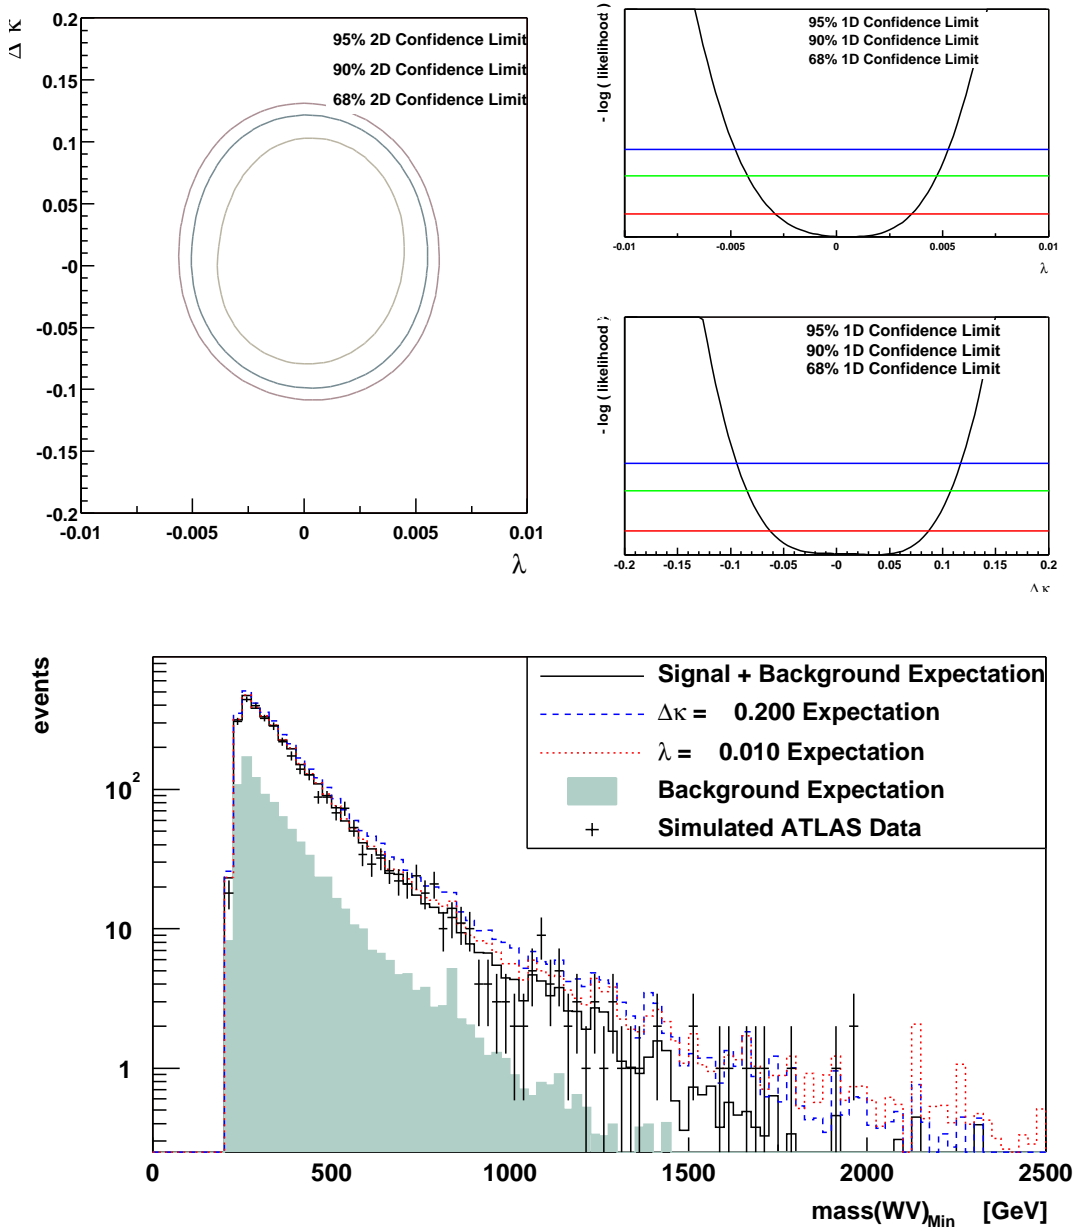 Δ κ
0.2
0.15
0.1
0.05
-0
-0.05
-0.1
-0.15
-0.2
95% 2D Confidence Limit
90% 2D Confidence Limit
68% 2D Confidence Limit
-0.01
-0.005
0
0.005
0.01
λ
- log ( likelihood )
95% 1D Confidence Limit
90% 1D Confidence Limit
68% 1D Confidence Limit
-0.01
-0.005
0
0.005
0.01
λ
- log ( likelihood )
95% 1D Confidence Limit
90% 1D Confidence Limit
68% 1D Confidence Limit
-0.2
-0.15
-0.1
-0.05
-0
0.05
0.1
0.15
0.2
Δ κ
events
10²
10
1
Signal + Background Expectation
Δκ = 0.200 Expectation
λ = 0.010 Expectation
Background Expectation
Simulated ATLAS Data
0
500
1000
1500
2000
2500
mass(WV)Min [GeV]